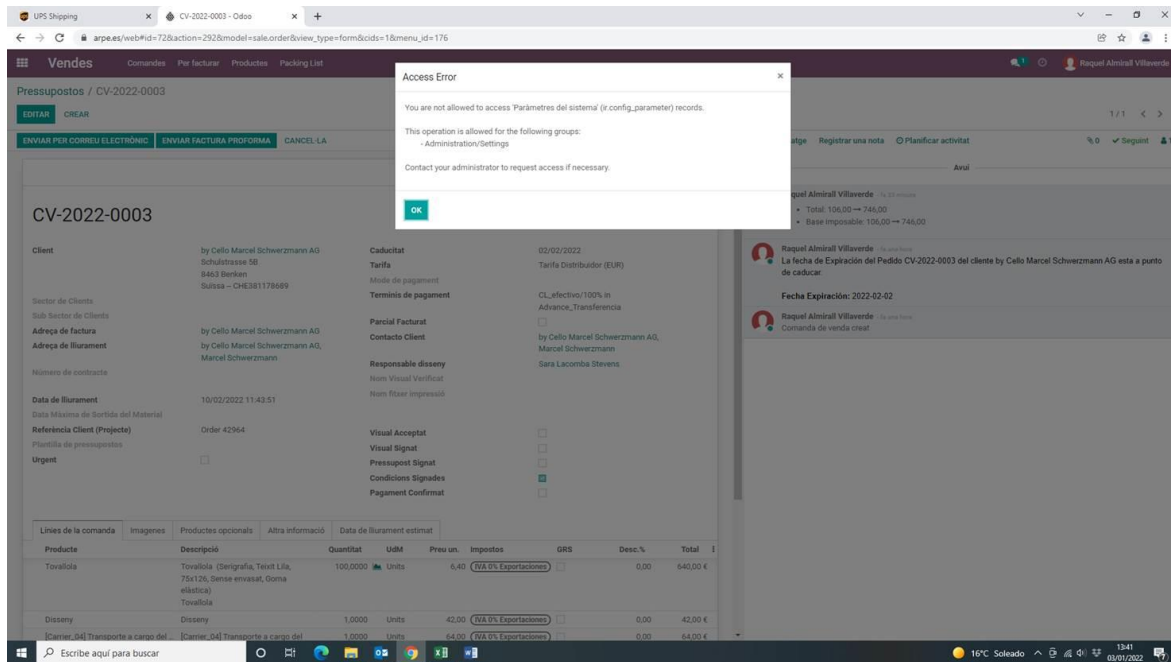 UPS Shipping
CV-2022-0003 - Odoo
arpe.es/web#id=728&action=292&model=sale.order&view_type=form&cids=1&menu_id=176
Vendes Comandes Per facturar Productes Packing List
1 Raquel Almirall Villaverde
Pressupostos / CV-2022-0003
EDITAR CREAR
1/1
ENVIAR PER CORREU ELECTRÒNIC ENVIAR FACTURA PROFORMA CANCEL·LA
Registrar una nota Planificar activitat 0 Seguint
Access Error
You are not allowed to access 'Paràmetres del sistema' (ir.config_parameter) records.
This operation is allowed for the following groups:
- Administration/Settings
Contact your administrator to request access if necessary.
OK
Avui
CV-2022-0003
Client by Cello Marcel Schwerzmann AG
Schulstrasse 5B
8463 Benken
Suïssa -- CHE381178689
Sector de Clients
Sub Sector de Clients
Adreça de factura by Cello Marcel Schwerzmann AG
Adreça de lliurament by Cello Marcel Schwerzmann AG,
Marcel Schwerzmann
Número de contracte
Data de lliurament 10/02/2022 11:43:51
Data Màxima de Sortida del Material
Referència Client (Projecte) Order 42964
Plantilla de pressupostos
Urgent
Caducitat 02/02/2022
Tarifa Tarifa Distribuidor (EUR)
Mode de pagament
Terminis de pagament CL_efectivo/100% in
Advance_Transferencia
Parcial Facturat
Contacto Client by Cello Marcel Schwerzmann AG,
Marcel Schwerzmann
Responsable disseny Sara Lacomba Stevens
Nom Visual Verificat
Nom fitxer impressió
Visual Acceptat
Visual Signat
Pressupost Signat
Condicions Signades
Pagament Confirmat
Raquel Almirall Villaverde
Total: 106,00 → 746,00
Base Imposable: 106,00 → 746,00
Raquel Almirall Villaverde - fa una hora
La fecha de Expiración del Pedido CV-2022-0003 del cliente by Cello Marcel Schwerzmann AG esta a punto
de caducar.
Fecha Expiración: 2022-02-02
Raquel Almirall Villaverde - fa una hora
Comanda de venda creat
Línies de la comanda Imagenes Productes opcionals Altra informació Data de lliurament estimat
Producte Descripció Quantitat UdM Preu un. Impostos GRS Desc.% Total
Tovallola Tovallola (Serigrafia, Teixit Lila, 100,0000 Units 6,40 IVA 0% Exportaciones 0,00 640,00 €
75x126, Sense envasat, Goma
elàstica)
Tovallola
Disseny Disseny 1,0000 Units 42,00 IVA 0% Exportaciones 0,00 42,00 €
[Carrier_04] Transporte a cargo del ... [Carrier_04] Transporte a cargo del 1,0000 Units 64,00 IVA 0% Exportaciones 0,00 64,00 €
Escribe aquí para buscar
16°C Soleado
13:41
03/01/2022